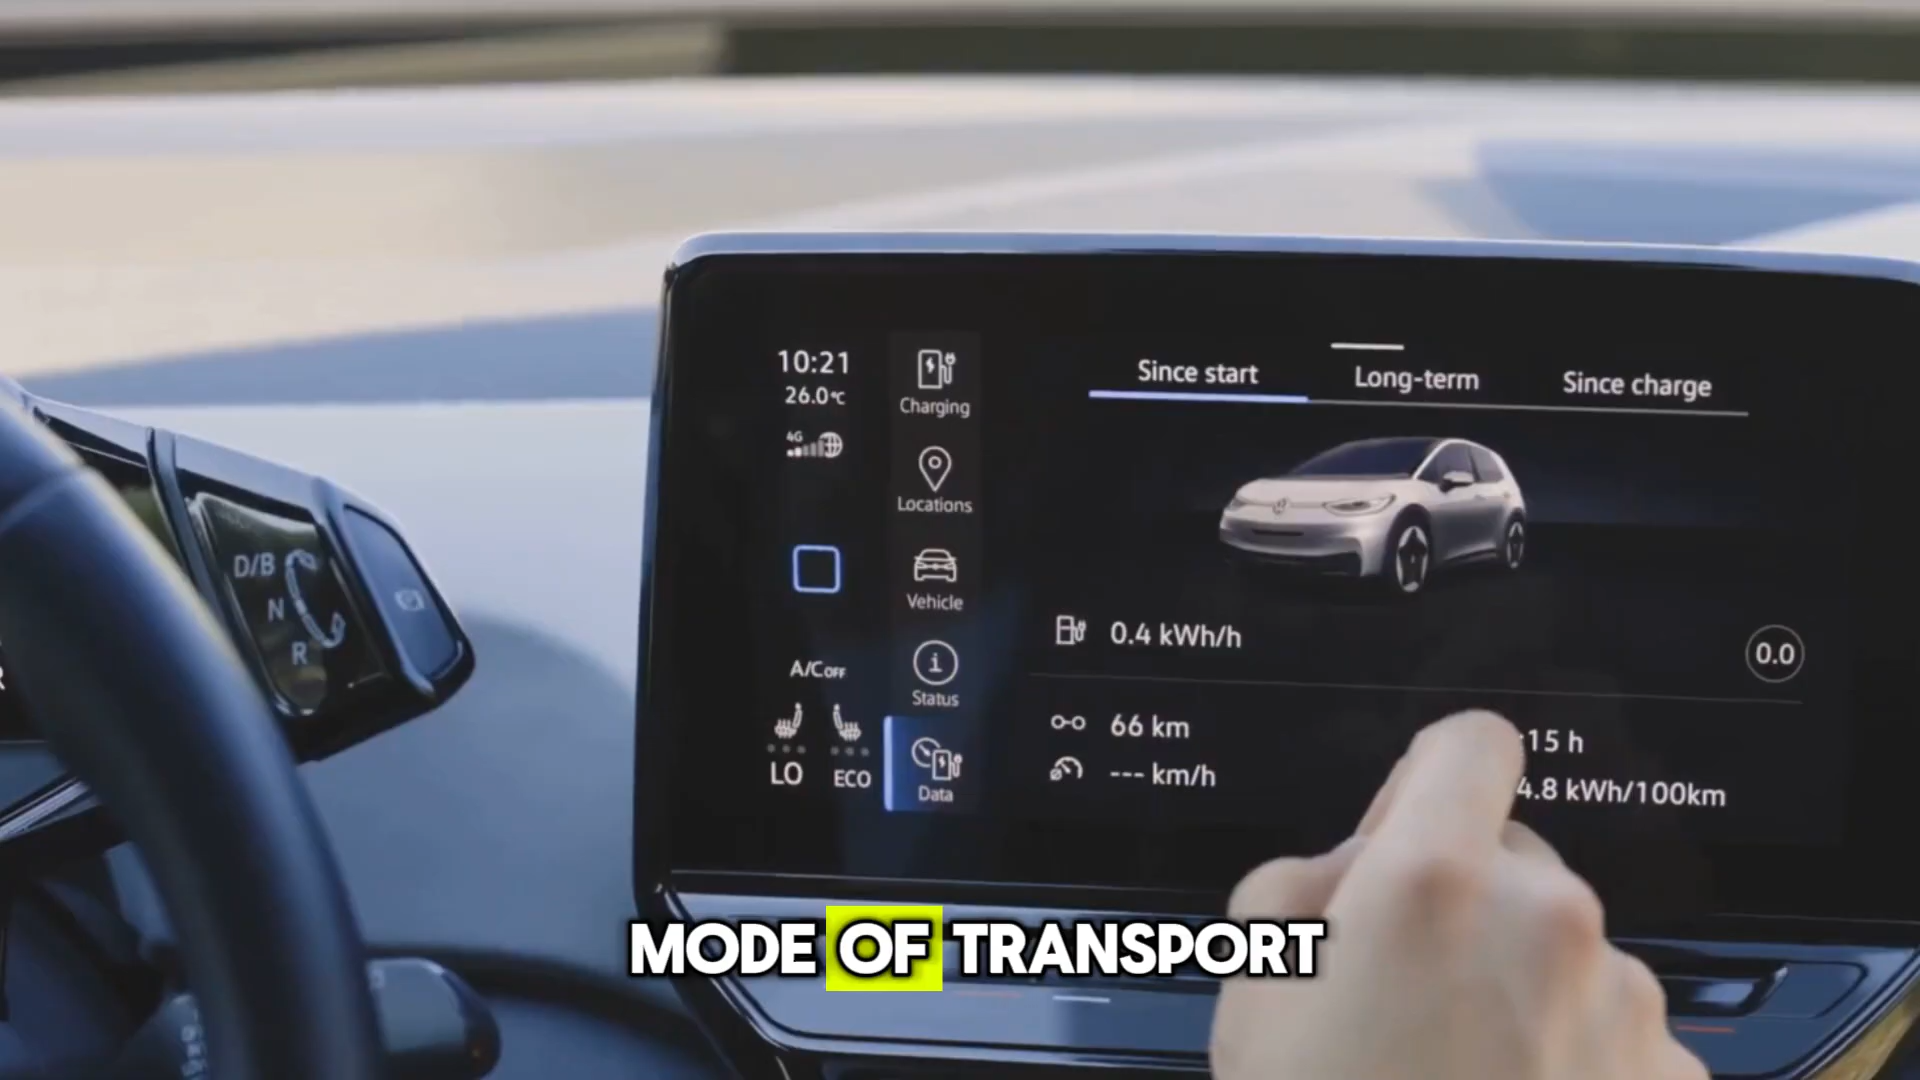 10:21
26.0°C
4G
A/C OFF
LO
ECO
Charging
Locations
Vehicle
Status
Data
Since start
Long-term
Since charge
0.4 kWh/h
0.0
66 km
:15 h
--- km/h
4.8 kWh/100km
D/B
N
R
MODE OF TRANSPORT